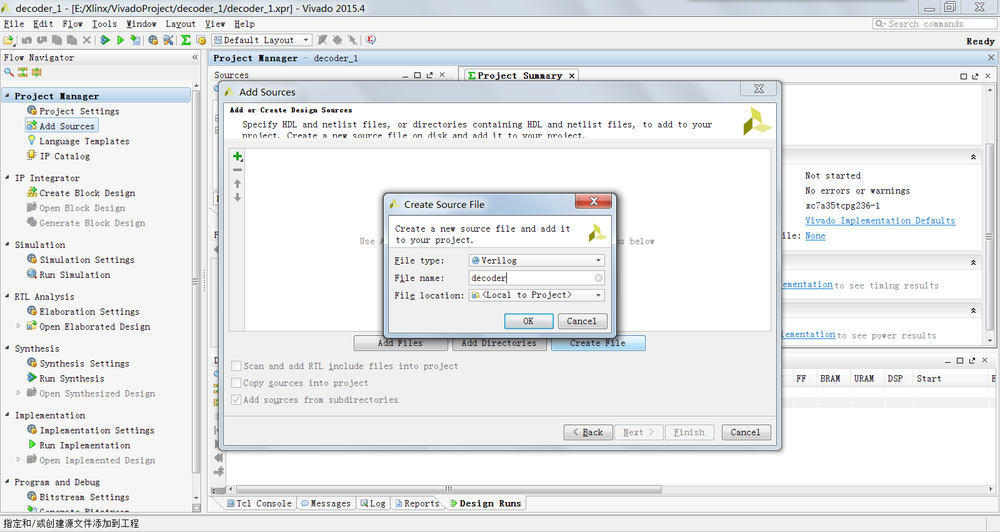 decoder_1 - [E:/Xlinx/VivadoProject/decoder_1/decoder_1.xpr] - Vivado 2015.4
File Edit Flow Tools Window Layout View Help
Search commands
Default Layout
Ready
Flow Navigator
Project Manager - decoder_1
Sources
Project Summary
Project Manager
Project Settings
Add Sources
Language Templates
IP Catalog
IP Integrator
Create Block Design
Open Block Design
Generate Block Design
Simulation
Simulation Settings
Run Simulation
RTL Analysis
Elaboration Settings
Open Elaborated Design
Synthesis
Synthesis Settings
Run Synthesis
Open Synthesized Design
Implementation
Implementation Settings
Run Implementation
Open Implemented Design
Program and Debug
Bitstream Settings
Generate Bitstream
Add Sources
Add or Create Design Sources
Specify HDL and netlist files, or directories containing HDL and netlist files, to add to your
project. Create a new source file on disk and add it to your project.
Use
ns below
Create Source File
Create a new source file and add it
to your project.
File type: Verilog
File name: decoder
File location: <Local to Project>
OK Cancel
Add Files Add Directories Create File
Scan and add RTL include files into project
Copy sources into project
Add sources from subdirectories
< Back Next > Finish Cancel
Not started
No errors or warnings
xc7a35tcpg236-1
Vivado Implementation Defaults
ile: None
ementation to see timing results
lementation to see power results
FF BRAM URAM DSP Start E
Tcl Console Messages Log Reports Design Runs
指定和/或创建源文件添加到工程